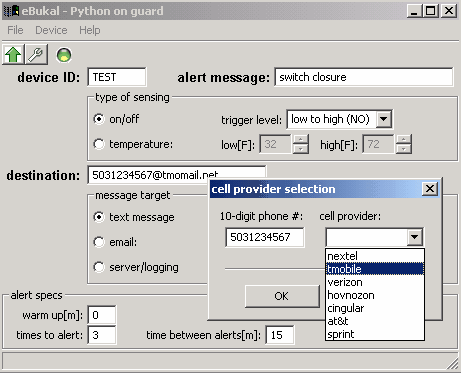 eBukal - Python on guard
File Device Help
device ID: TEST alert message: switch closure
type of sensing
on/off trigger level: low to high (NO)
temperature: low[F]: 32 high[F]: 72
destination: 5031234567@tmomail.net
message target
text message
email:
server/logging
cell provider selection
10-digit phone #: cell provider:
5031234567
nextel
tmobile
verizon
hovnozon
cingular
at&t
sprint
OK
alert specs
warm up[m]: 0
times to alert: 3 time between alerts[m]: 15